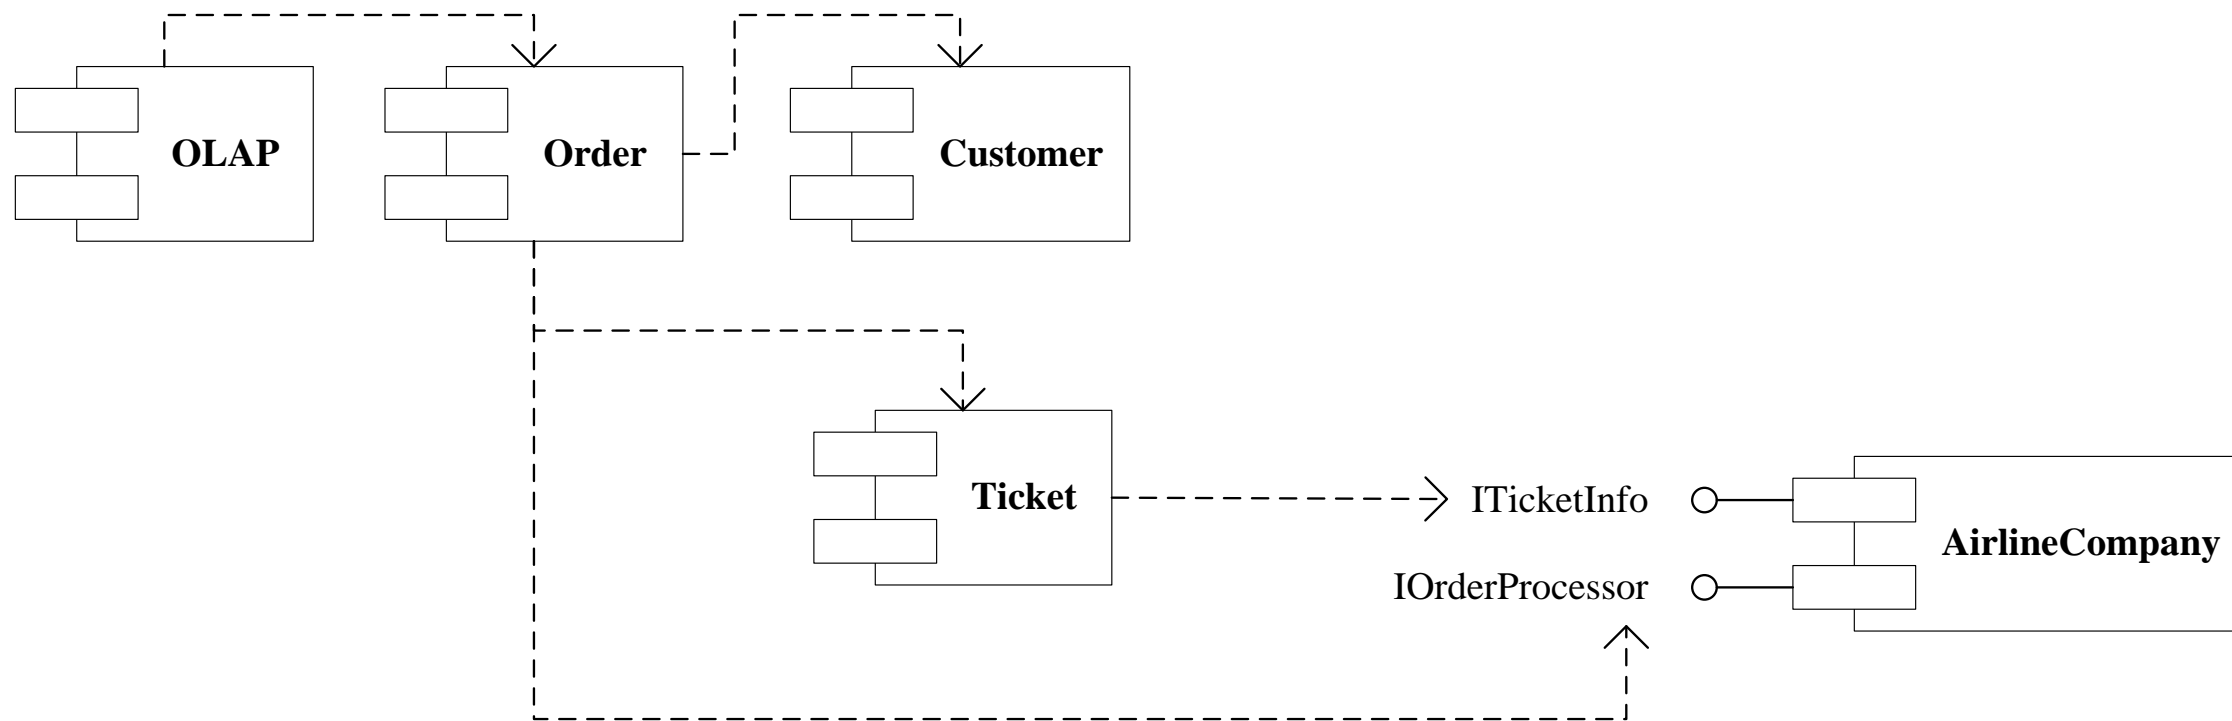 OLAP
Order
Customer
Ticket
ITicketInfo
IOrderProcessor
AirlineCompany